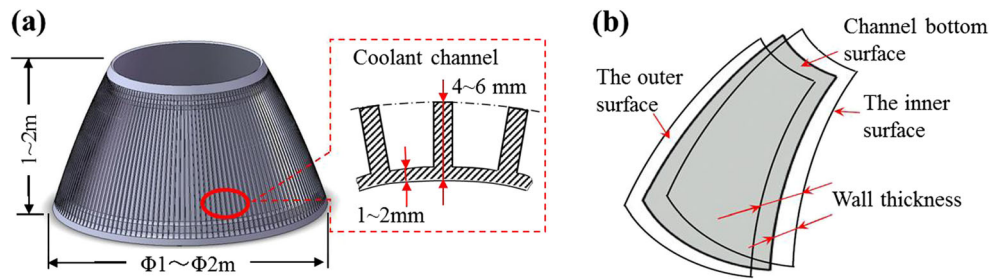 (a)
1~2m
Φ1～Φ2m
Coolant channel
4~6 mm
1~2mm
(b)
Channel bottom
surface
The outer
surface
The inner
surface
Wall thickness